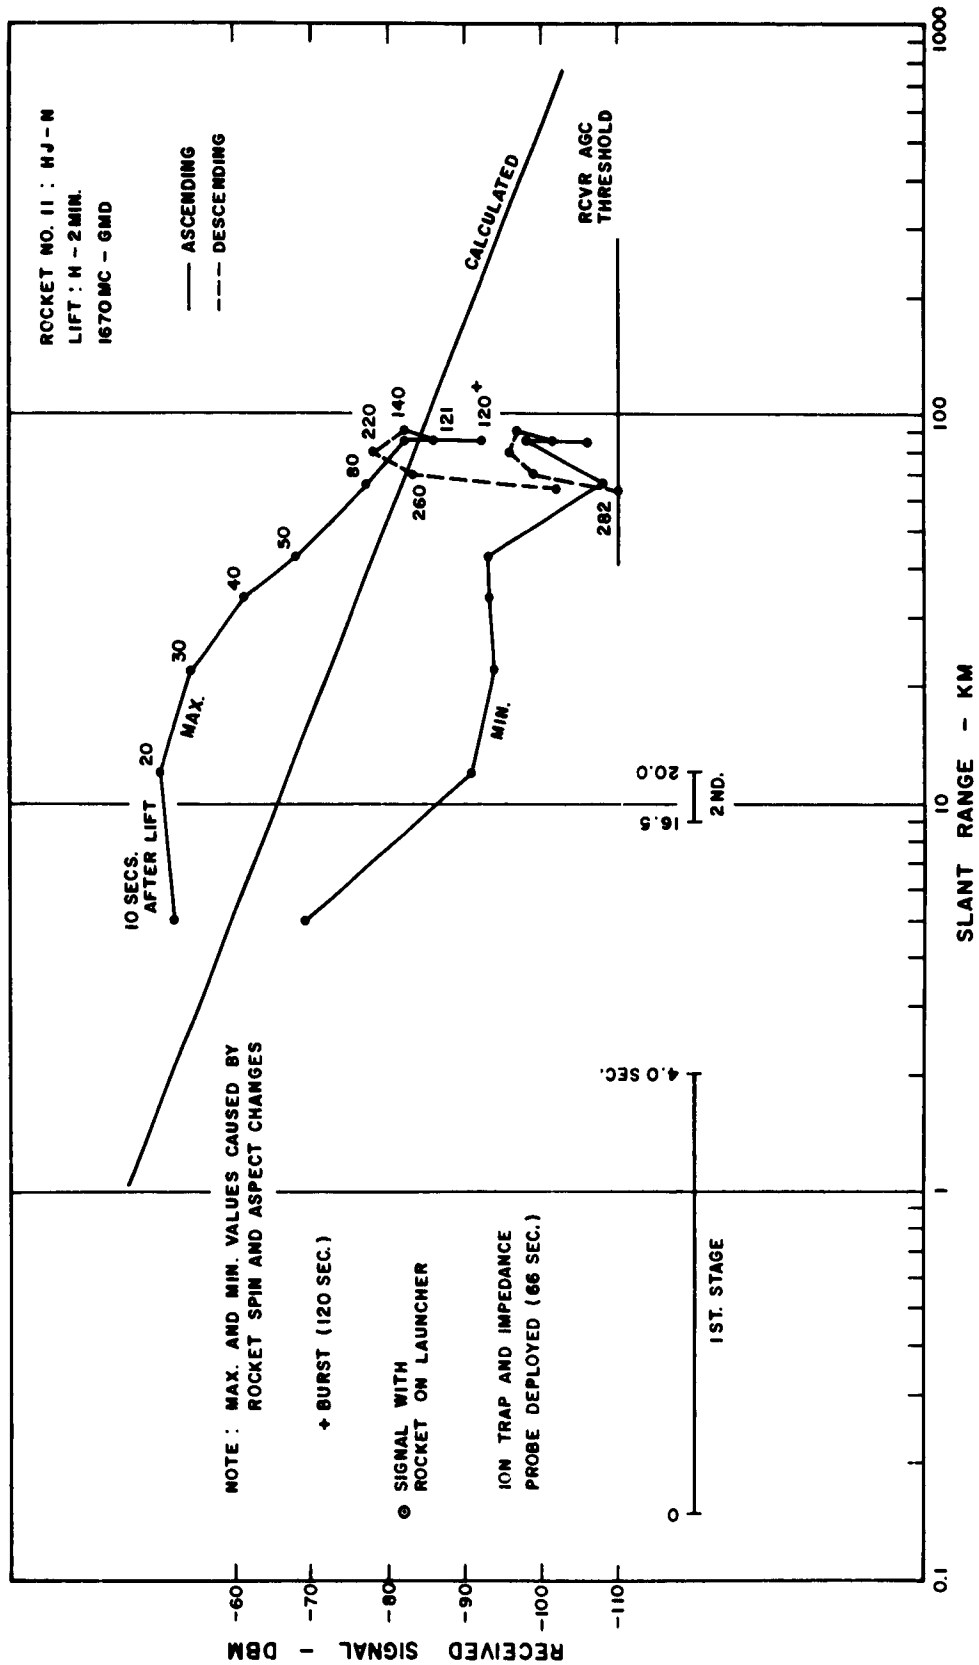 ROCKET NO. 11 : HJ-N
LIFT : H - 2 MIN.
1670 MC - GMD
ASCENDING
DESCENDING
10 SECS.
AFTER LIFT
20
30
MAX.
40
50
80
220
140
121
120 +
260
282
CALCULATED
RCVR AGC
THRESHOLD
MIN.
NOTE : MAX. AND MIN. VALUES CAUSED BY
ROCKET SPIN AND ASPECT CHANGES
+ BURST (120 SEC.)
SIGNAL WITH
ROCKET ON LAUNCHER
ION TRAP AND IMPEDANCE
PROBE DEPLOYED (66 SEC.)
0
4.0 SEC.
1 ST. STAGE
16.5
20.0
2 ND.
-60
-70
-80
-90
-100
-110
RECEIVED SIGNAL - DBM
0.1
1
10
100
1000
SLANT RANGE - KM